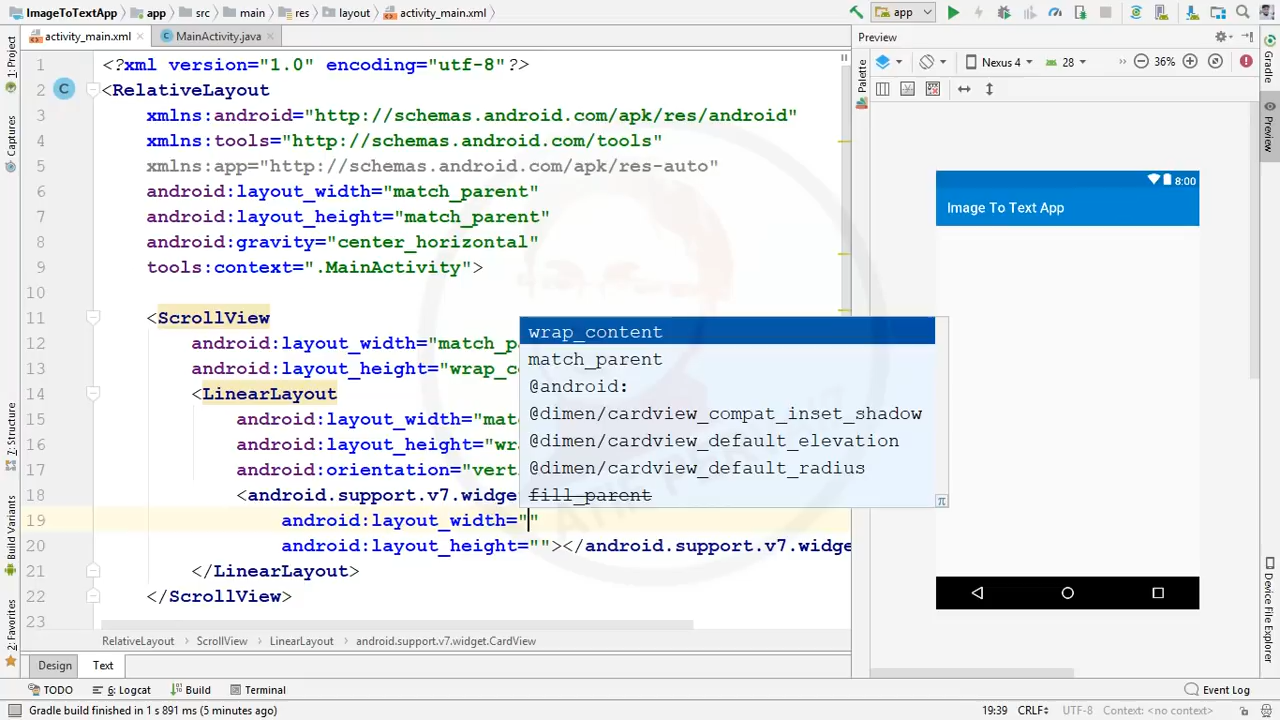 ImageToTextApp app src main res layout activity_main.xml app
activity_main.xml MainActivity.java Preview
Nexus 4 28 36%
1: Project
Captures
Z: Structure
Build Variants
2: Favorites
Palette
Gradle
Preview
Device File Explorer
1 <?xml version="1.0" encoding="utf-8"?>
2 <RelativeLayout
3 xmlns:android="http://schemas.android.com/apk/res/android"
4 xmlns:tools="http://schemas.android.com/tools"
5 xmlns:app="http://schemas.android.com/apk/res-auto"
6 android:layout_width="match_parent"
7 android:layout_height="match_parent"
8 android:gravity="center_horizontal"
9 tools:context=".MainActivity">
10
11 <ScrollView
12 android:layout_width="match_p
13 android:layout_height="wrap_co
14 <LinearLayout
15 android:layout_width="mat
16 android:layout_height="wr
17 android:orientation="vert
18 <android.support.v7.widge
19 android:layout_width=""
20 android:layout_height=""></android.support.v7.widge
21 </LinearLayout>
22 </ScrollView>
23
wrap_content
match_parent
@android:
@dimen/cardview_compat_inset_shadow
@dimen/cardview_default_elevation
@dimen/cardview_default_radius
fill_parent
π
8:00
Image To Text App
RelativeLayout ScrollView LinearLayout android.support.v7.widget.CardView
Design Text
TODO 6: Logcat Build Terminal Event Log
Gradle build finished in 1 s 891 ms (5 minutes ago) 19:39 CRLF UTF-8 Context: <no context>